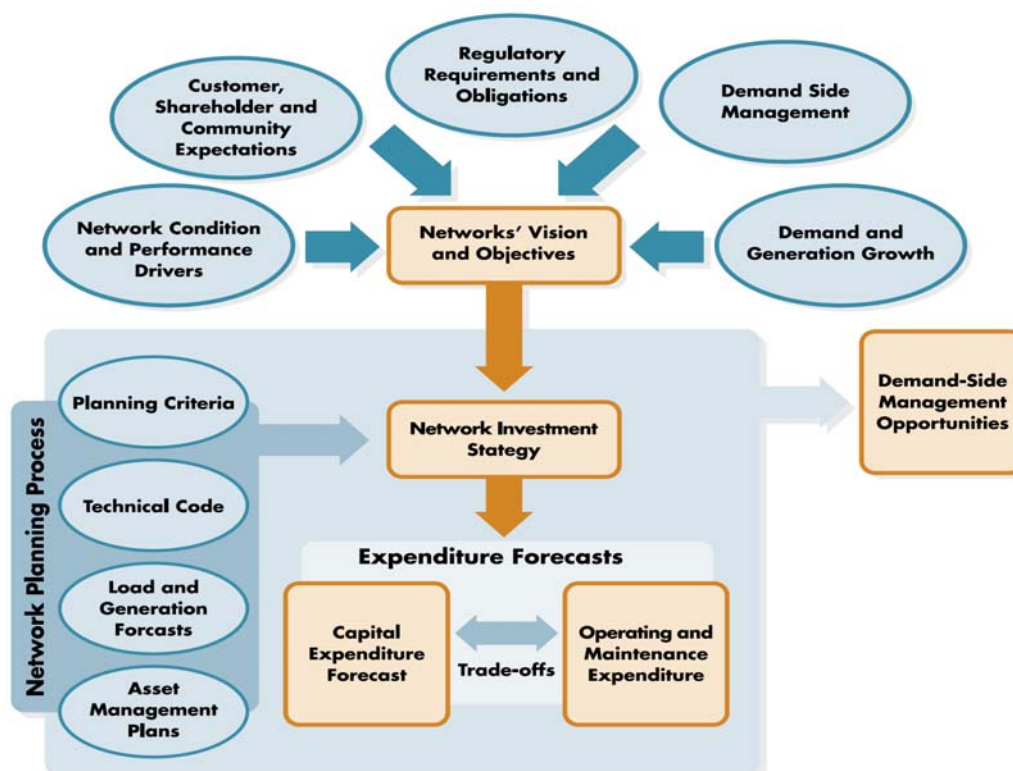 Regulatory
Requirements and
Obligations
Customer,
Shareholder and
Community
Expectations
Demand Side
Management
Network Condition
and Performance
Drivers
Networks' Vision
and Objectives
Demand and
Generation Growth
Network Planning Process
Planning Criteria
Technical Code
Load and
Generation
Forcasts
Asset
Management
Plans
Network Investment
Stategy
Demand-Side
Management
Opportunities
Expenditure Forecasts
Capital
Expenditure
Forecast
Trade-offs
Operating and
Maintenance
Expenditure